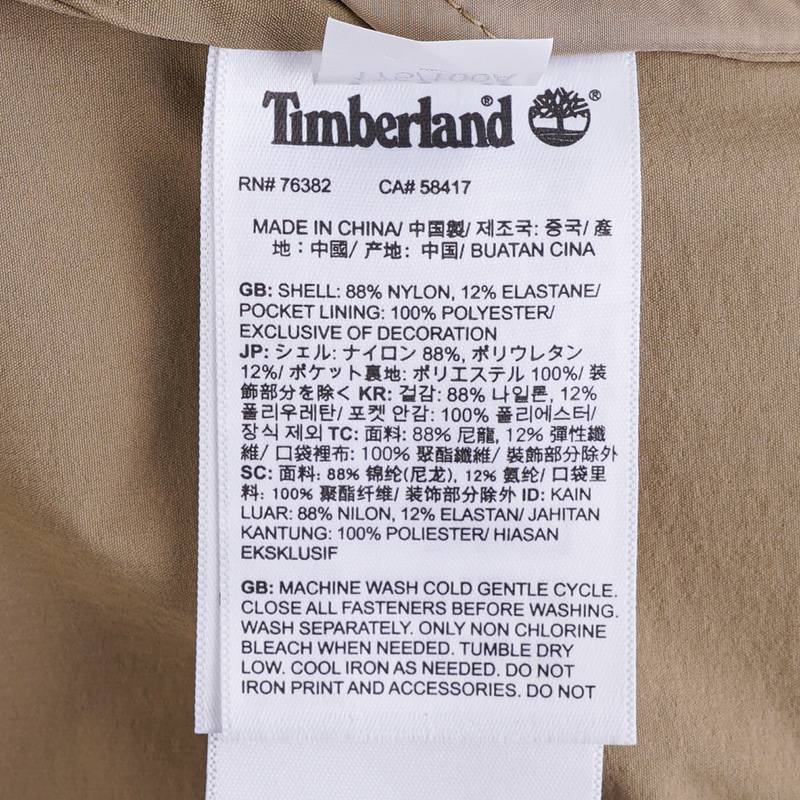 Timberland® ®
RN# 76382 CA# 58417
MADE IN CHINA/ 中国製/ 제조국: 중국/ 產
地：中國/ 产地：中国/ BUATAN CINA
GB: SHELL: 88% NYLON, 12% ELASTANE/
POCKET LINING: 100% POLYESTER/
EXCLUSIVE OF DECORATION
JP: シェル: ナイロン 88%, ポリウレタン
12%/ ポケット裏地: ポリエステル 100%/ 装
飾部分を除く KR: 겉감: 88% 나일론, 12%
폴리우레탄/ 포켓 안감: 100% 폴리에스터/
장식 제외 TC: 面料: 88% 尼龍, 12% 彈性纖
維/ 口袋裡布: 100% 聚酯纖維/ 裝飾部分除外
SC: 面料: 88% 锦纶(尼龙), 12% 氨纶/ 口袋里
料: 100% 聚酯纤维/ 装饰部分除外 ID: KAIN
LUAR: 88% NILON, 12% ELASTAN/ JAHITAN
KANTUNG: 100% POLIESTER/ HIASAN
EKSKLUSIF
GB: MACHINE WASH COLD GENTLE CYCLE.
CLOSE ALL FASTENERS BEFORE WASHING.
WASH SEPARATELY. ONLY NON CHLORINE
BLEACH WHEN NEEDED. TUMBLE DRY
LOW. COOL IRON AS NEEDED. DO NOT
IRON PRINT AND ACCESSORIES. DO NOT